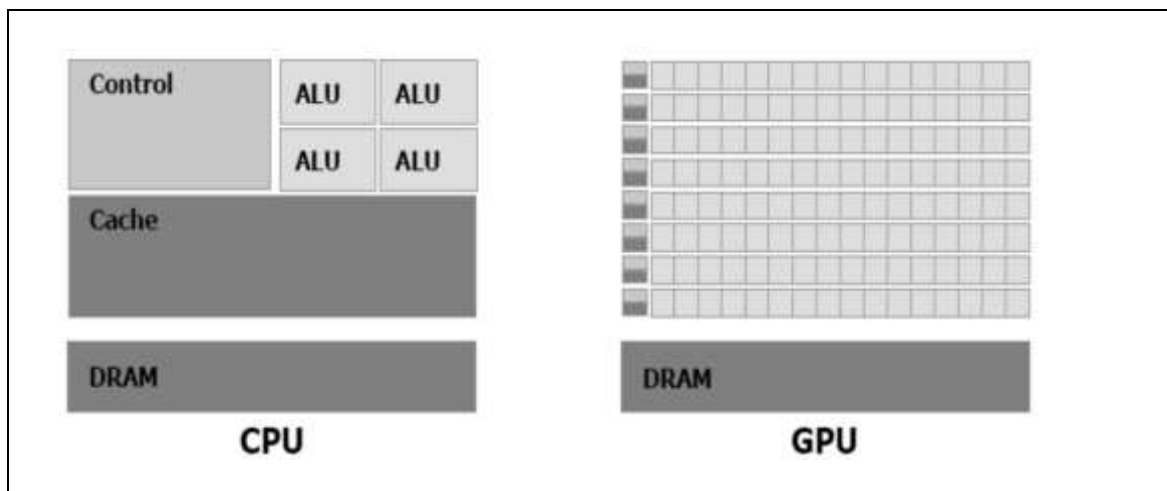 Control
ALU ALU
ALU ALU
Cache
DRAM
CPU
DRAM
GPU